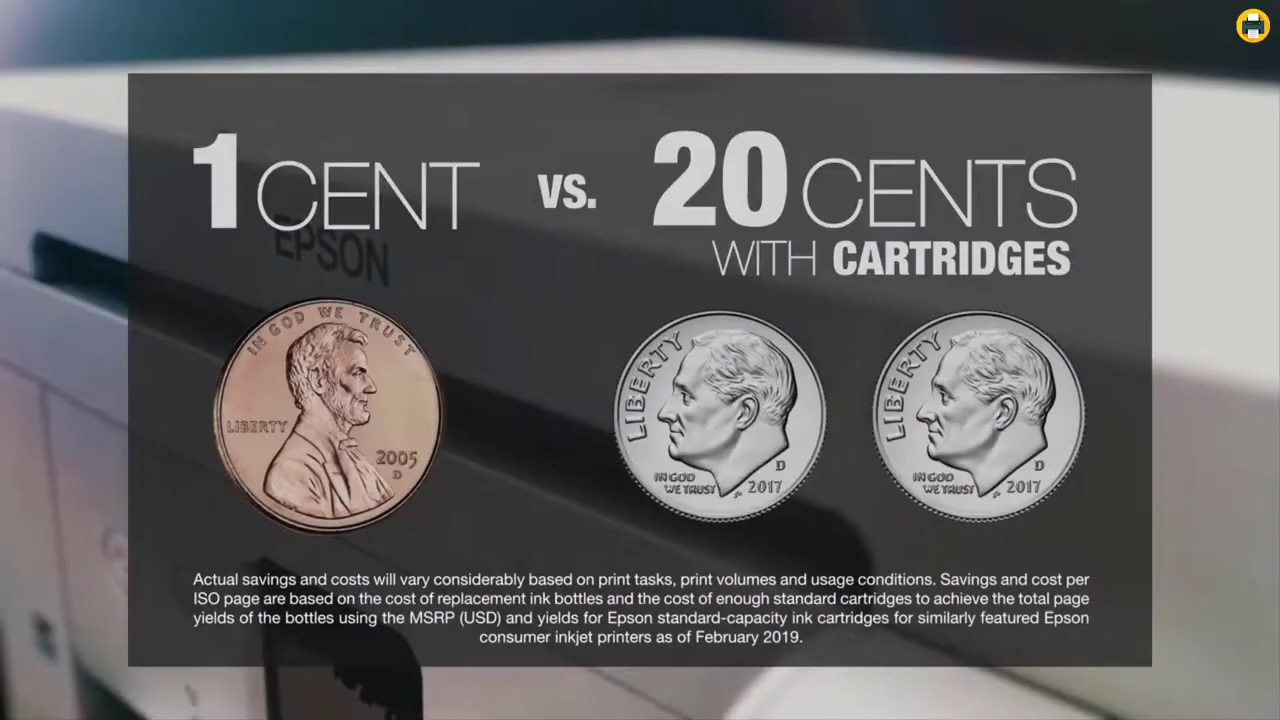 1 CENT vs. 20 CENTS
WITH CARTRIDGES
EPSON
IN GOD WE TRUST
LIBERTY
2005
D
LIBERTY
IN GOD
WE TRUST
D
2017
LIBERTY
IN GOD
WE TRUST
D
2017
Actual savings and costs will vary considerably based on print tasks, print volumes and usage conditions. Savings and cost per
ISO page are based on the cost of replacement ink bottles and the cost of enough standard cartridges to achieve the total page
yields of the bottles using the MSRP (USD) and yields for Epson standard-capacity ink cartridges for similarly featured Epson
consumer inkjet printers as of February 2019.